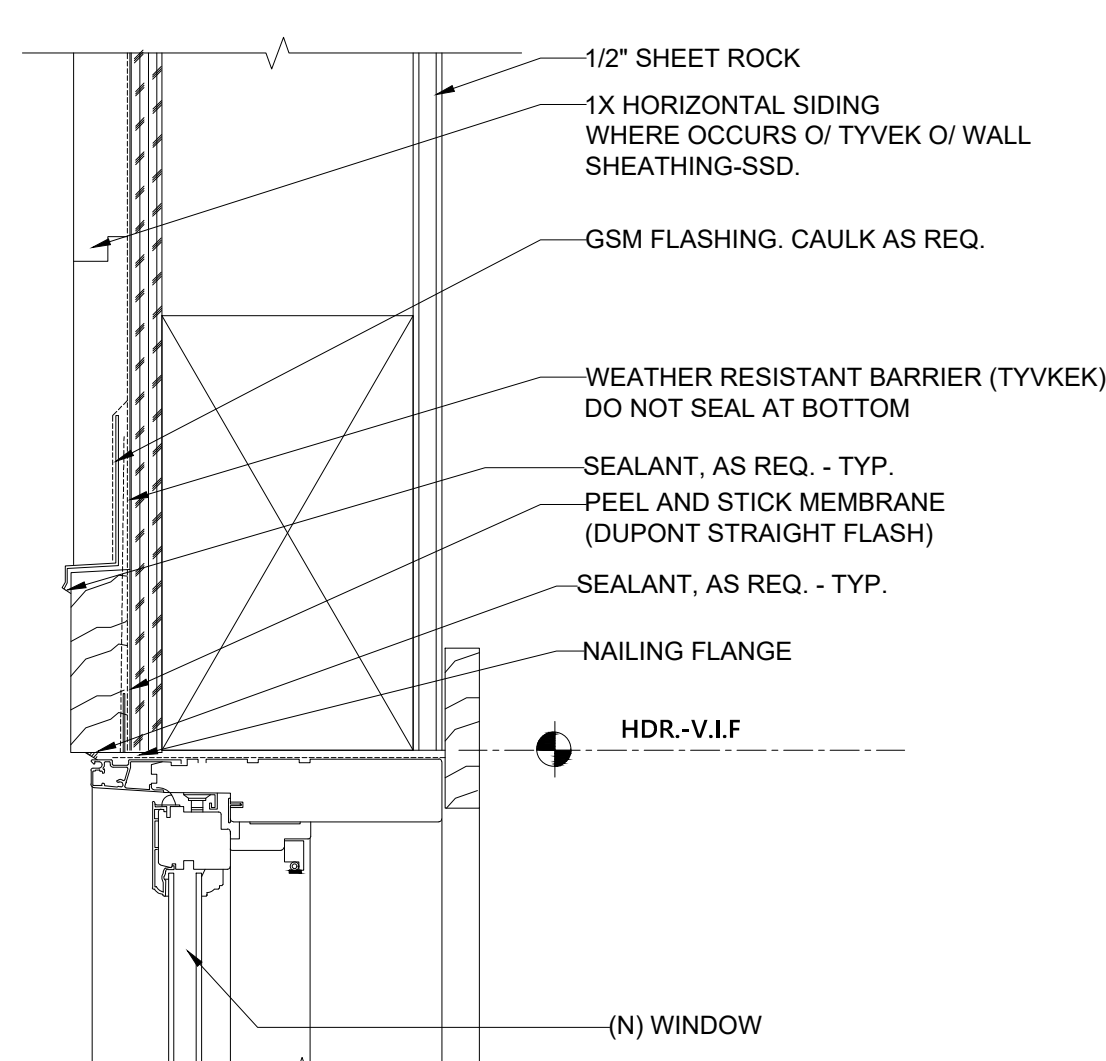 1/2" SHEET ROCK
1X HORIZONTAL SIDING
WHERE OCCURS O/ TYVEK O/ WALL
SHEATHING-SSD.
GSM FLASHING. CAULK AS REQ.
WEATHER RESISTANT BARRIER (TYVKEK)
DO NOT SEAL AT BOTTOM
SEALANT, AS REQ. - TYP.
PEEL AND STICK MEMBRANE
(DUPONT STRAIGHT FLASH)
SEALANT, AS REQ. - TYP.
NAILING FLANGE
HDR.-V.I.F
(N) WINDOW